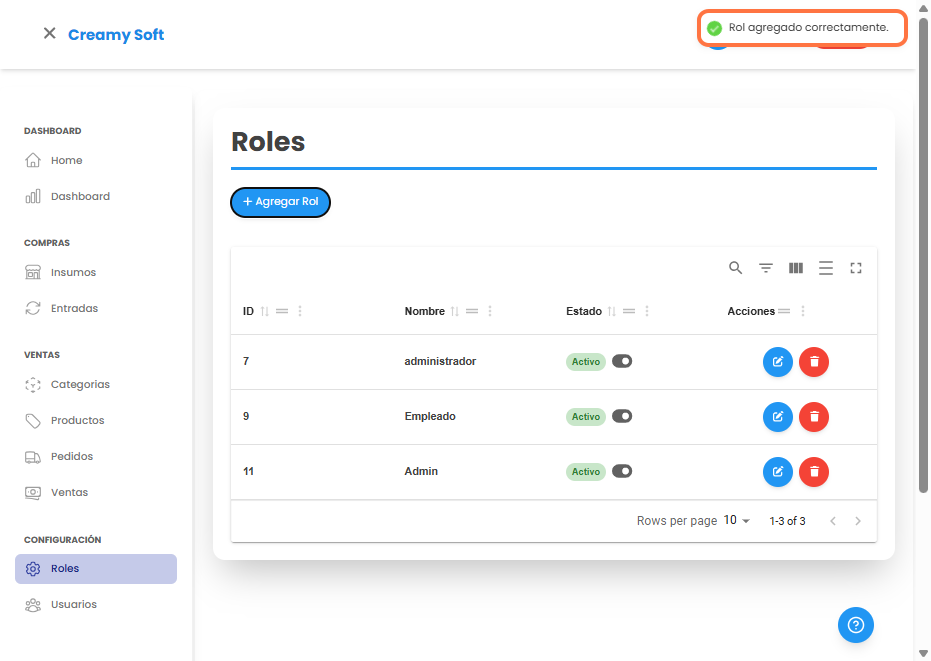 Creamy Soft
Rol agregado correctamente.
DASHBOARD
Home
Dashboard
COMPRAS
Insumos
Entradas
VENTAS
Categorias
Productos
Pedidos
Ventas
CONFIGURACIÓN
Roles
Usuarios
Roles
+ Agregar Rol
ID Nombre Estado Acciones
7 administrador Activo
9 Empleado Activo
11 Admin Activo
Rows per page 10 1-3 of 3